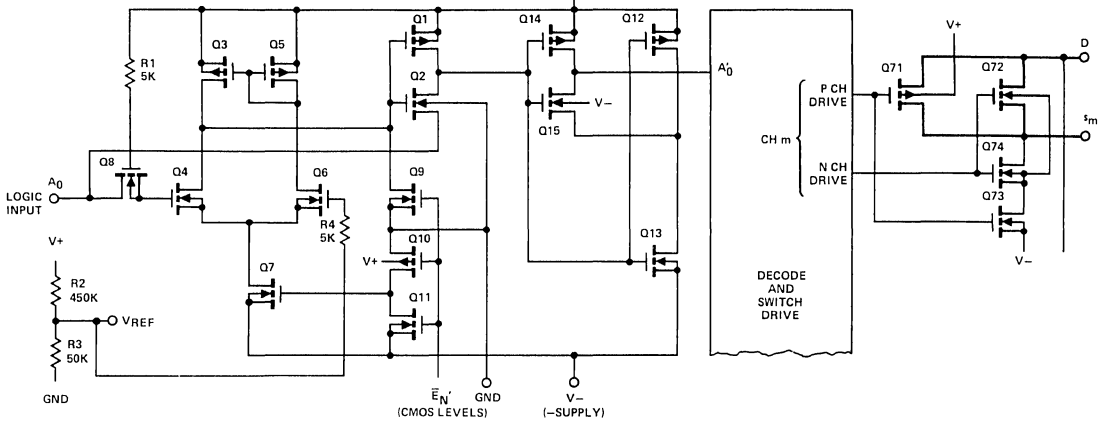 Q1
Q14
Q12
Q3
Q5
V+
D
R1
5K
Q2
Q71
Q72
A'0
V–
P CH
DRIVE
Q15
CH m
Sm
Q8
Q74
A0
Q4
Q6
Q9
N CH
DRIVE
LOGIC
INPUT
Q73
R4
5K
Q13
V+
Q10
V+
Q7
V–
R2
450K
Q11
DECODE
AND
SWITCH
DRIVE
VREF
R3
50K
GND
EN'
(CMOS LEVELS)
GND
V–
(–SUPPLY)